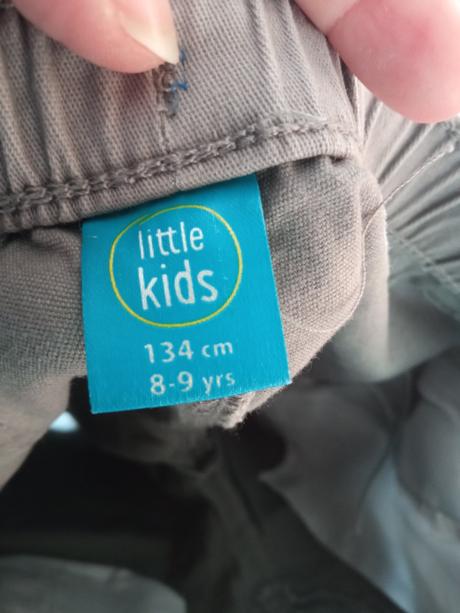 little
kids
134 cm
8-9 yrs